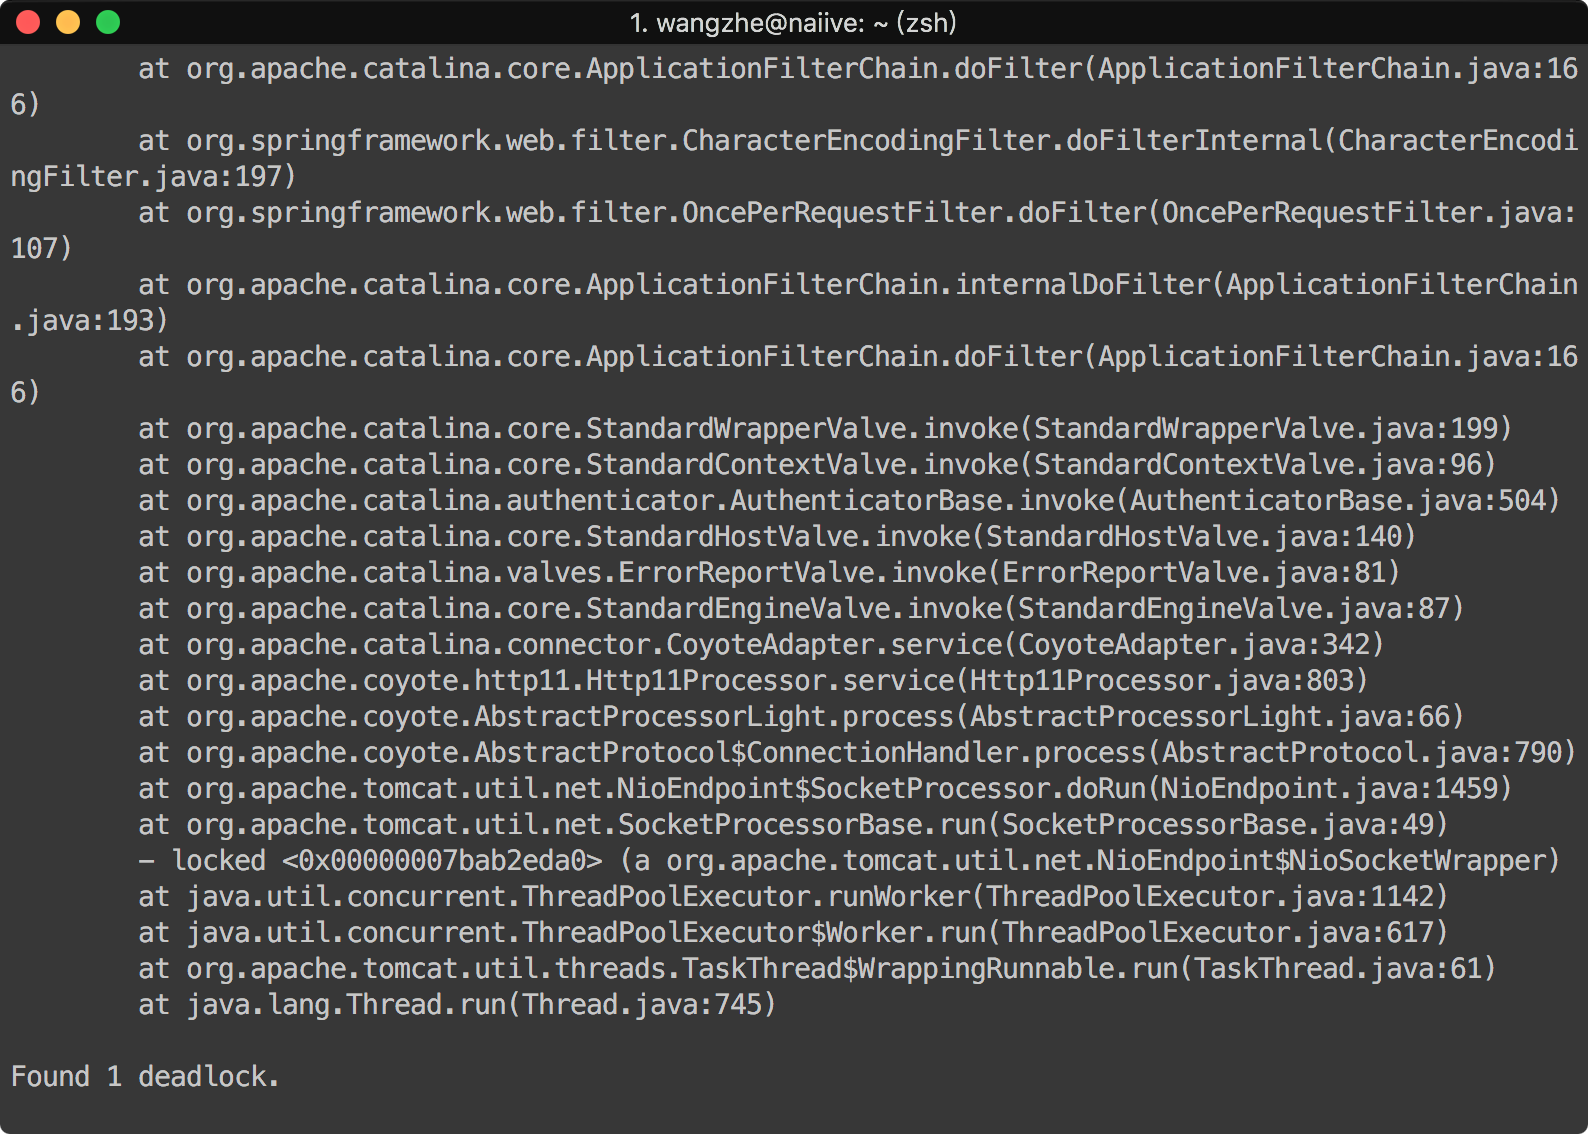 1. wangzhe@naiive: ~ (zsh)
        at org.apache.catalina.core.ApplicationFilterChain.doFilter(ApplicationFilterChain.java:16
6)
        at org.springframework.web.filter.CharacterEncodingFilter.doFilterInternal(CharacterEncodi
ngFilter.java:197)
        at org.springframework.web.filter.OncePerRequestFilter.doFilter(OncePerRequestFilter.java:
107)
        at org.apache.catalina.core.ApplicationFilterChain.internalDoFilter(ApplicationFilterChain
.java:193)
        at org.apache.catalina.core.ApplicationFilterChain.doFilter(ApplicationFilterChain.java:16
6)
        at org.apache.catalina.core.StandardWrapperValve.invoke(StandardWrapperValve.java:199)
        at org.apache.catalina.core.StandardContextValve.invoke(StandardContextValve.java:96)
        at org.apache.catalina.authenticator.AuthenticatorBase.invoke(AuthenticatorBase.java:504)
        at org.apache.catalina.core.StandardHostValve.invoke(StandardHostValve.java:140)
        at org.apache.catalina.valves.ErrorReportValve.invoke(ErrorReportValve.java:81)
        at org.apache.catalina.core.StandardEngineValve.invoke(StandardEngineValve.java:87)
        at org.apache.catalina.connector.CoyoteAdapter.service(CoyoteAdapter.java:342)
        at org.apache.coyote.http11.Http11Processor.service(Http11Processor.java:803)
        at org.apache.coyote.AbstractProcessorLight.process(AbstractProcessorLight.java:66)
        at org.apache.coyote.AbstractProtocol$ConnectionHandler.process(AbstractProtocol.java:790)
        at org.apache.tomcat.util.net.NioEndpoint$SocketProcessor.doRun(NioEndpoint.java:1459)
        at org.apache.tomcat.util.net.SocketProcessorBase.run(SocketProcessorBase.java:49)
        - locked <0x00000007bab2eda0> (a org.apache.tomcat.util.net.NioEndpoint$NioSocketWrapper)
        at java.util.concurrent.ThreadPoolExecutor.runWorker(ThreadPoolExecutor.java:1142)
        at java.util.concurrent.ThreadPoolExecutor$Worker.run(ThreadPoolExecutor.java:617)
        at org.apache.tomcat.util.threads.TaskThread$WrappingRunnable.run(TaskThread.java:61)
        at java.lang.Thread.run(Thread.java:745)

Found 1 deadlock.